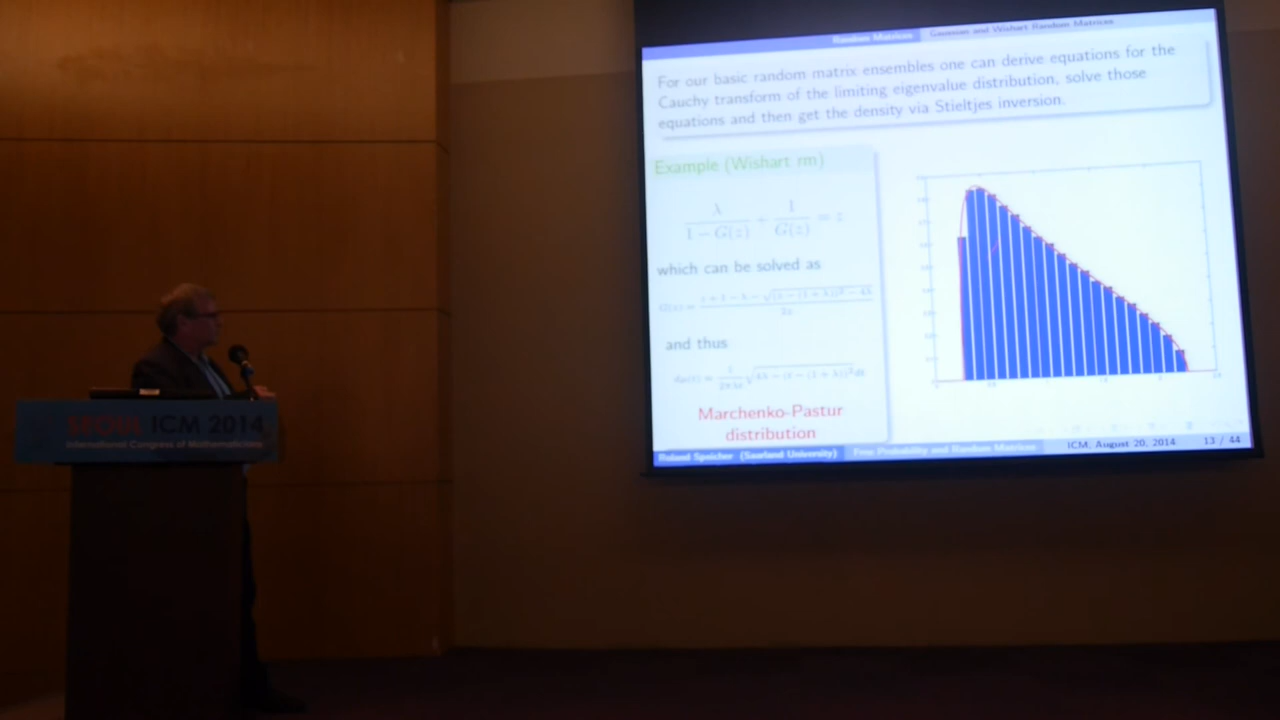 Random Matrices Gaussian and Wishart Random Matrices
For our basic random matrix ensembles one can derive equations for the
Cauchy transform of the limiting eigenvalue distribution, solve those
equations and then get the density via Stieltjes inversion.
Example (Wishart rm)
λ/(1 − G(z)) + 1/G(z) = z
which can be solved as
and thus
Marchenko-Pastur
distribution
Roland Speicher (Saarland University) Free Probability and Random Matrices ICM, August 20, 2014 13 / 44
SEOUL ICM 2014
International Congress of Mathematicians